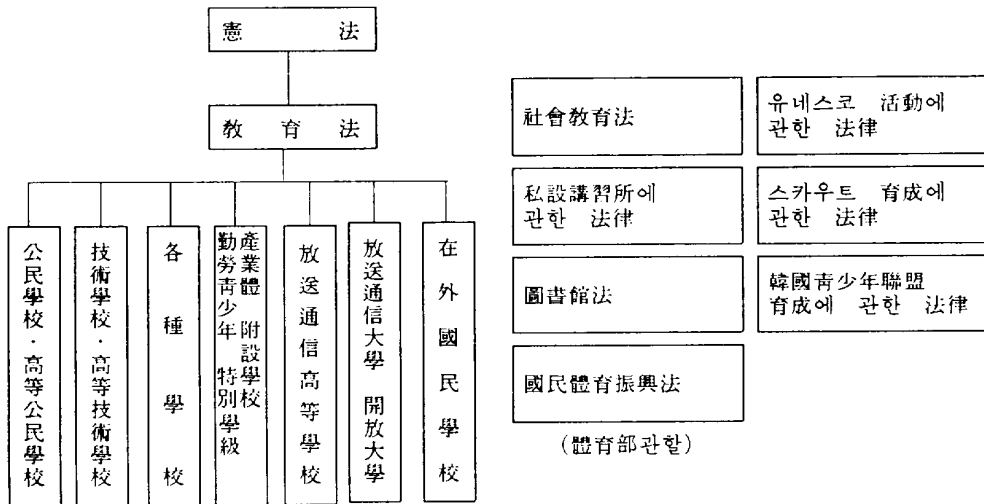 憲 法
敎 育 法
公民學校·高等公民學校
技術學校·高等技術學校
各 種 學 校
產業體 附設學校
勤勞靑少年 特別學級
放送通信高等學校
放送通信大學 開放大學
在外國民學校
社會敎育法
유네스코 活動에
관한 法律
私設講習所에
관한 法律
스카우트 育成에
관한 法律
圖書館法
韓國靑少年聯盟
育成에 관한 法律
國民體育振興法
(體育部관할)